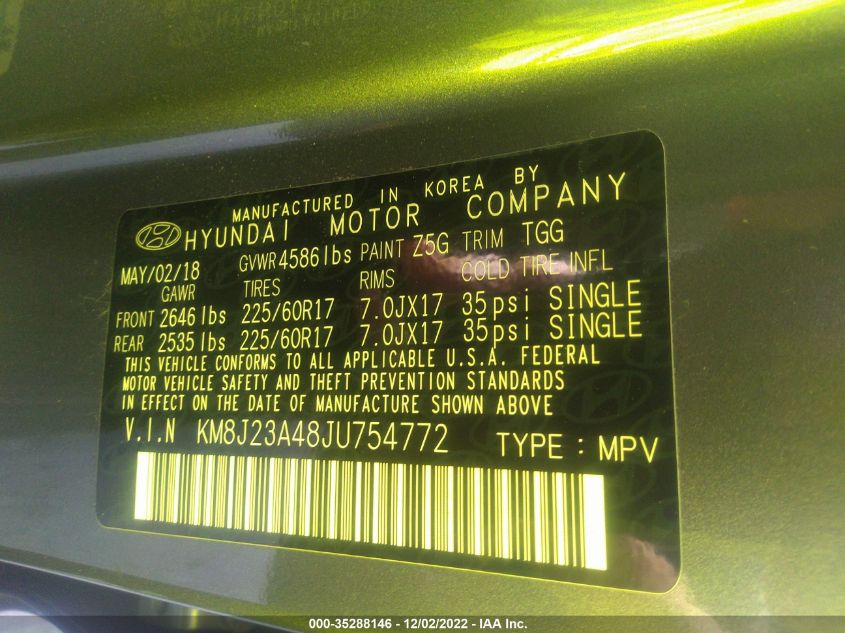 MANUFACTURED IN KOREA BY
HYUNDAI MOTOR COMPANY
MAY/02/18 GVWR 4586 lbs PAINT Z5G TRIM TGG
GAWR TIRES RIMS COLD TIRE INFL
FRONT 2646 lbs 225/60R17 7.0JX17 35psi SINGLE
REAR 2535 lbs 225/60R17 7.0JX17 35psi SINGLE
THIS VEHICLE CONFORMS TO ALL APPLICABLE U.S.A. FEDERAL
MOTOR VEHICLE SAFETY AND THEFT PREVENTION STANDARDS
IN EFFECT ON THE DATE OF MANUFACTURE SHOWN ABOVE
V.I.N KM8J23A48JU754772 TYPE : MPV
000-35288146 - 12/02/2022 - IAA Inc.